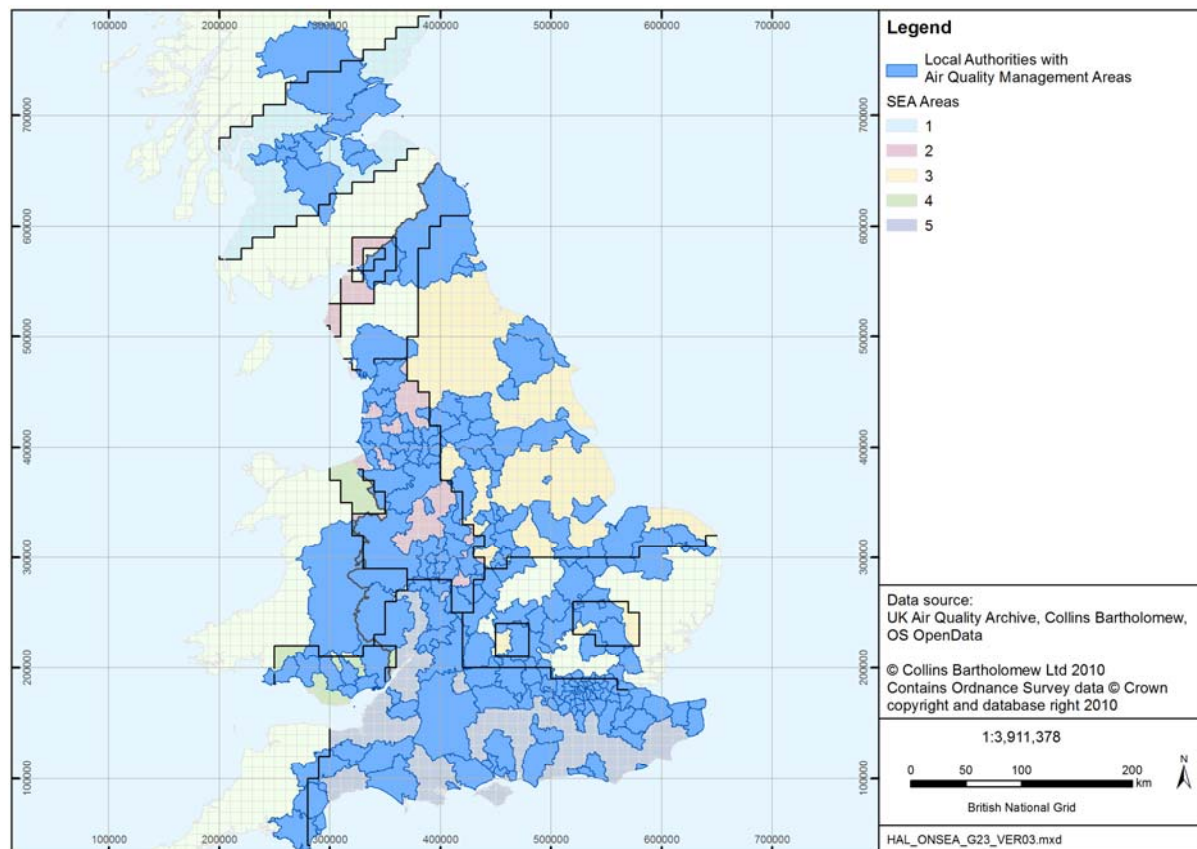 100000 200000 300000 400000 500000 600000 700000
700000 700000
600000 600000
500000 500000
400000 400000
300000 300000
200000 200000
100000 100000
100000 200000 300000 400000 500000 600000 700000
Legend
Local Authorities with
Air Quality Management Areas
SEA Areas
1
2
3
4
5
Data source:
UK Air Quality Archive, Collins Bartholomew,
OS OpenData
© Collins Bartholomew Ltd 2010
Contains Ordnance Survey data © Crown
copyright and database right 2010
1:3,911,378
0 50 100 200
km
N
British National Grid
HAL_ONSEA_G23_VER03.mxd